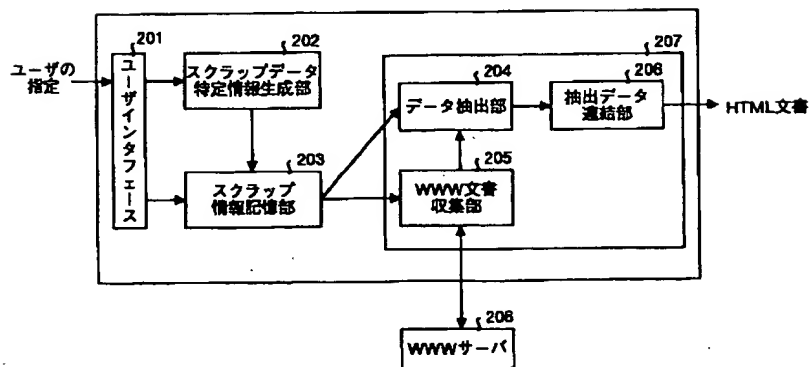 201
202
207
ユーザの
指定
ユーザインタフェース
スクラップデータ
特定情報生成部
204
データ抽出部
206
抽出データ
連結部
HTML文書
203
スクラップ
情報記憶部
205
WWW文書
収集部
206
WWWサーバ